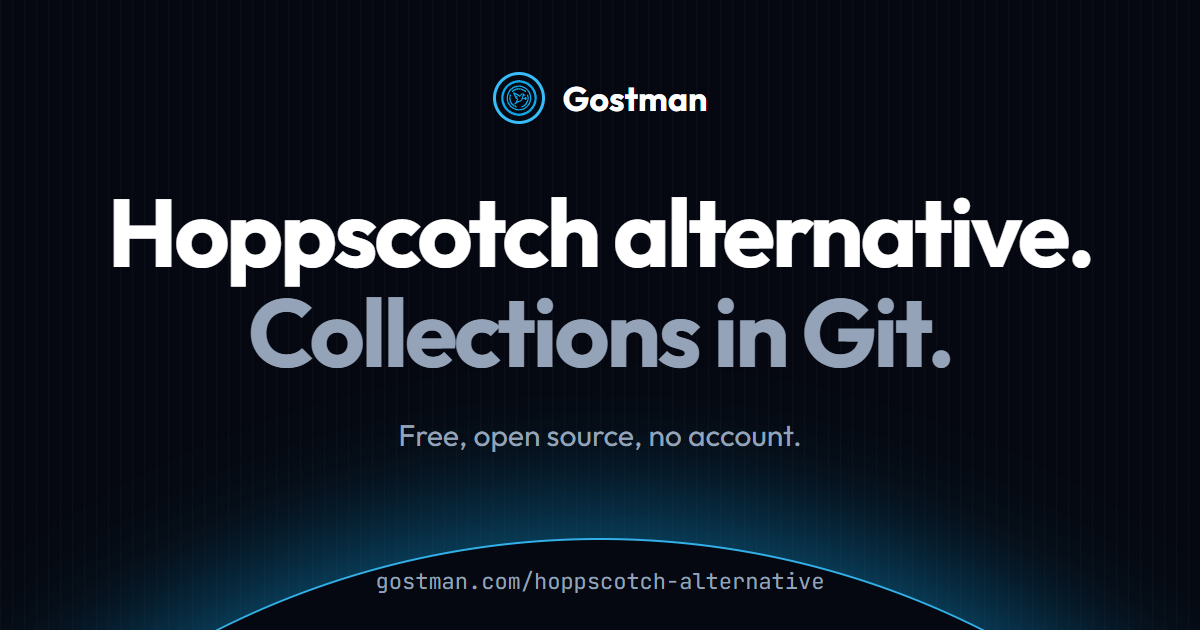 Gostman
Hoppscotch alternative.
Collections in Git.
Free, open source, no account.
gostman.com/hoppscotch-alternative